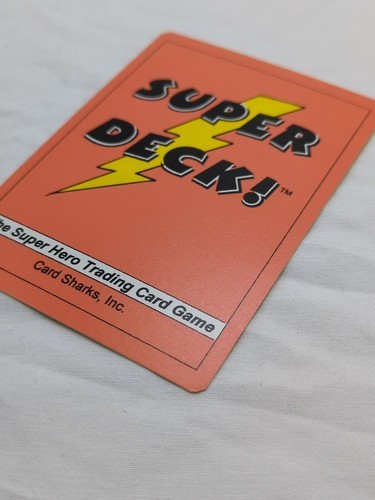 SUPER
DECK!™
he Super Hero Trading Card Game
Card Sharks, Inc.